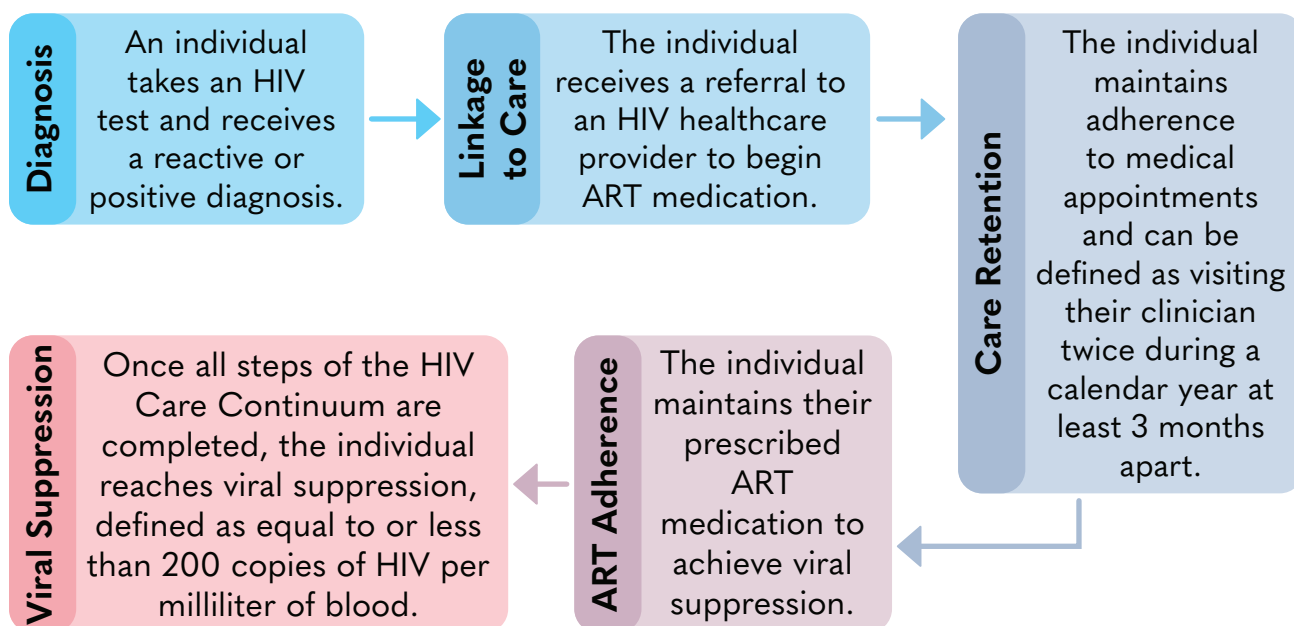 Diagnosis
An individual
takes an HIV
test and receives
a reactive or
positive diagnosis.
Linkage
to Care
The individual
receives a referral to
an HIV healthcare
provider to begin
ART medication.
Care Retention
The individual
maintains
adherence
to medical
appointments
and can be
defined as visiting
their clinician
twice during a
calendar year at
least 3 months
apart.
ART Adherence
The individual
maintains their
prescribed
ART
medication to
achieve viral
suppression.
Viral Suppression
Once all steps of the HIV
Care Continuum are
completed, the individual
reaches viral suppression,
defined as equal to or less
than 200 copies of HIV per
milliliter of blood.